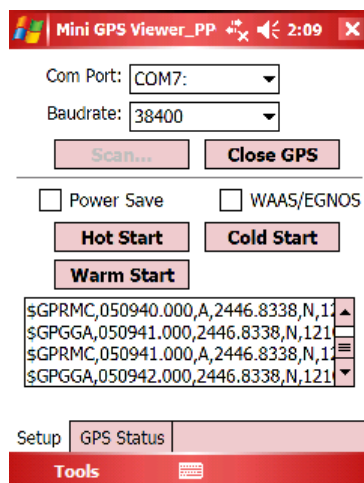 Mini GPS Viewer_PP 2:09
Com Port: COM7:
Baudrate: 38400
Scan... Close GPS
Power Save WAAS/EGNOS
Hot Start Cold Start
Warm Start
$GPRMC,050940.000,A,2446.8338,N,12
$GPGGA,050941.000,2446.8338,N,121
$GPRMC,050941.000,A,2446.8338,N,12
$GPGGA,050942.000,2446.8338,N,121
Setup GPS Status
Tools